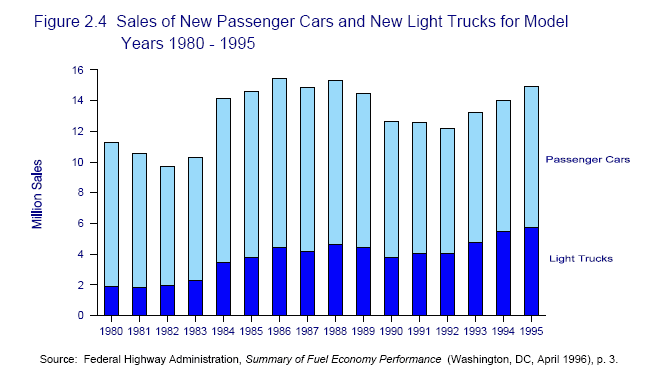 Figure 2.4 Sales of New Passenger Cars and New Light Trucks for Model
Years 1980 - 1995
16
14
12
10
8
6
4
2
0
Million Sales
Passenger Cars
Light Trucks
1980 1981 1982 1983 1984 1985 1986 1987 1988 1989 1990 1991 1992 1993 1994 1995
Source: Federal Highway Administration, Summary of Fuel Economy Performance (Washington, DC, April 1996), p. 3.